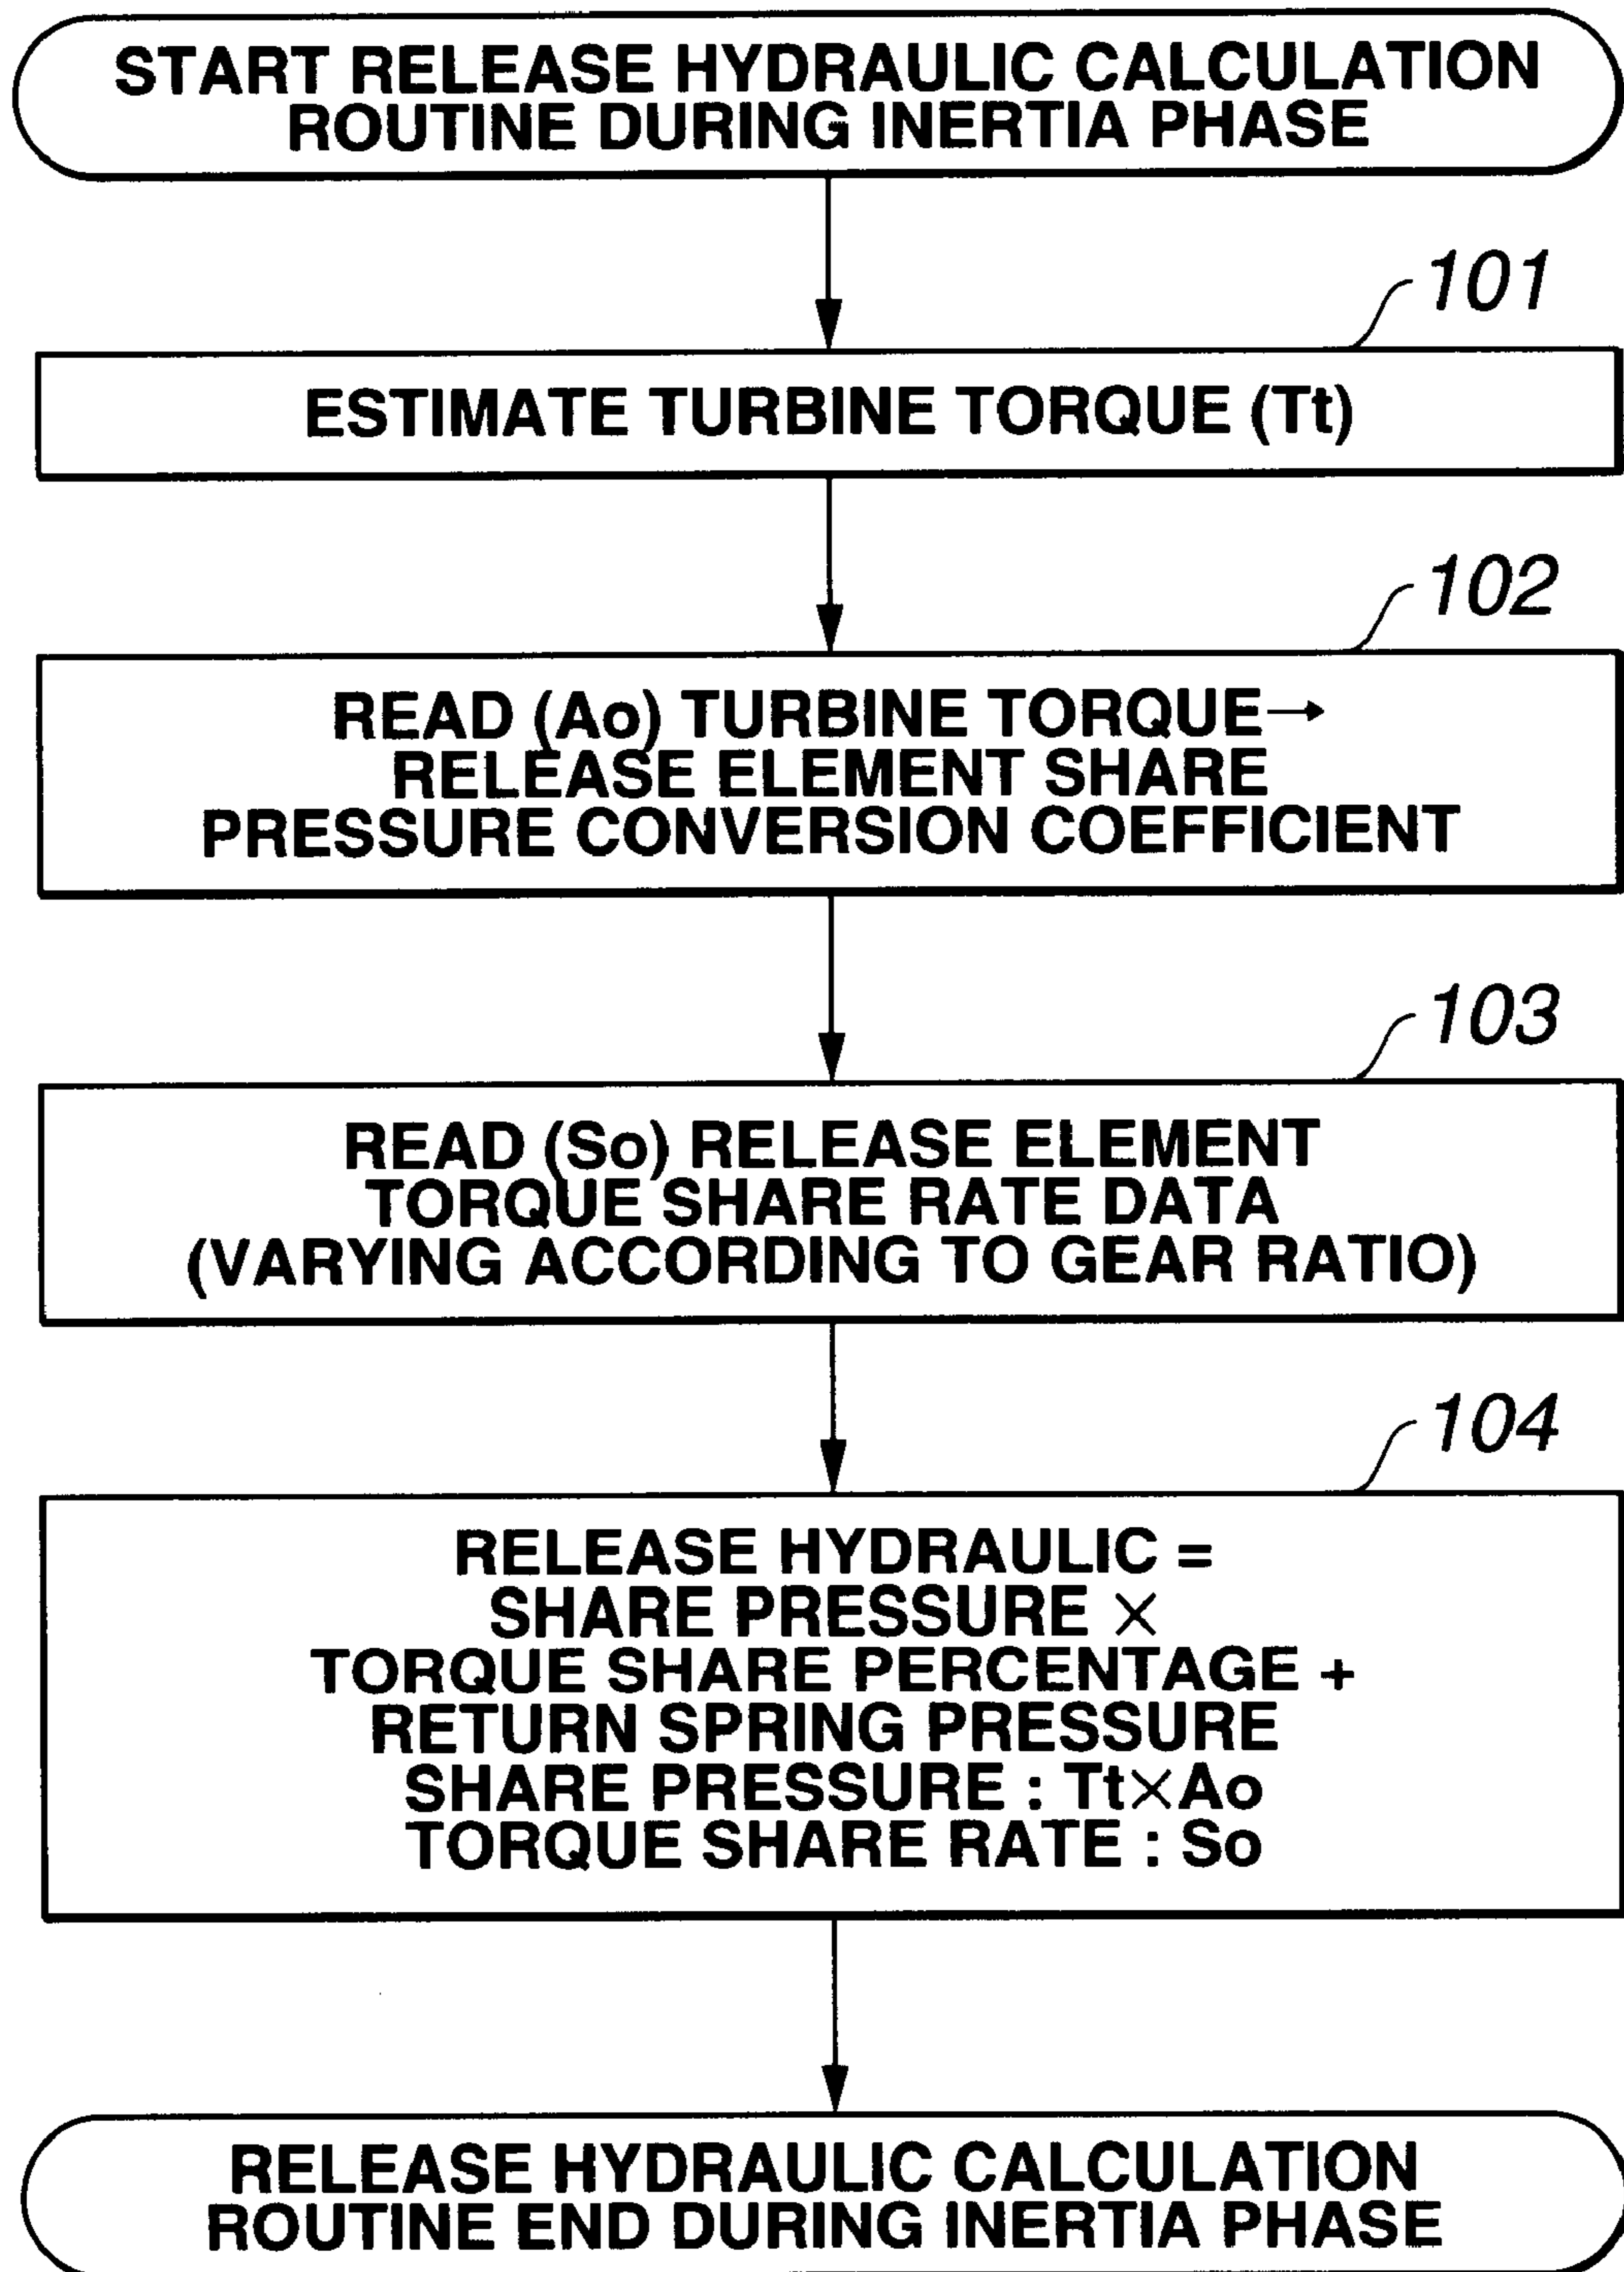 START RELEASE HYDRAULIC CALCULATION
ROUTINE DURING INERTIA PHASE
101
ESTIMATE TURBINE TORQUE (Tt)
102
READ (Ao) TURBINE TORQUE→
RELEASE ELEMENT SHARE
PRESSURE CONVERSION COEFFICIENT
103
READ (So) RELEASE ELEMENT
TORQUE SHARE RATE DATA
(VARYING ACCORDING TO GEAR RATIO)
104
RELEASE HYDRAULIC =
SHARE PRESSURE ×
TORQUE SHARE PERCENTAGE +
RETURN SPRING PRESSURE
SHARE PRESSURE : Tt×Ao
TORQUE SHARE RATE : So
RELEASE HYDRAULIC CALCULATION
ROUTINE END DURING INERTIA PHASE